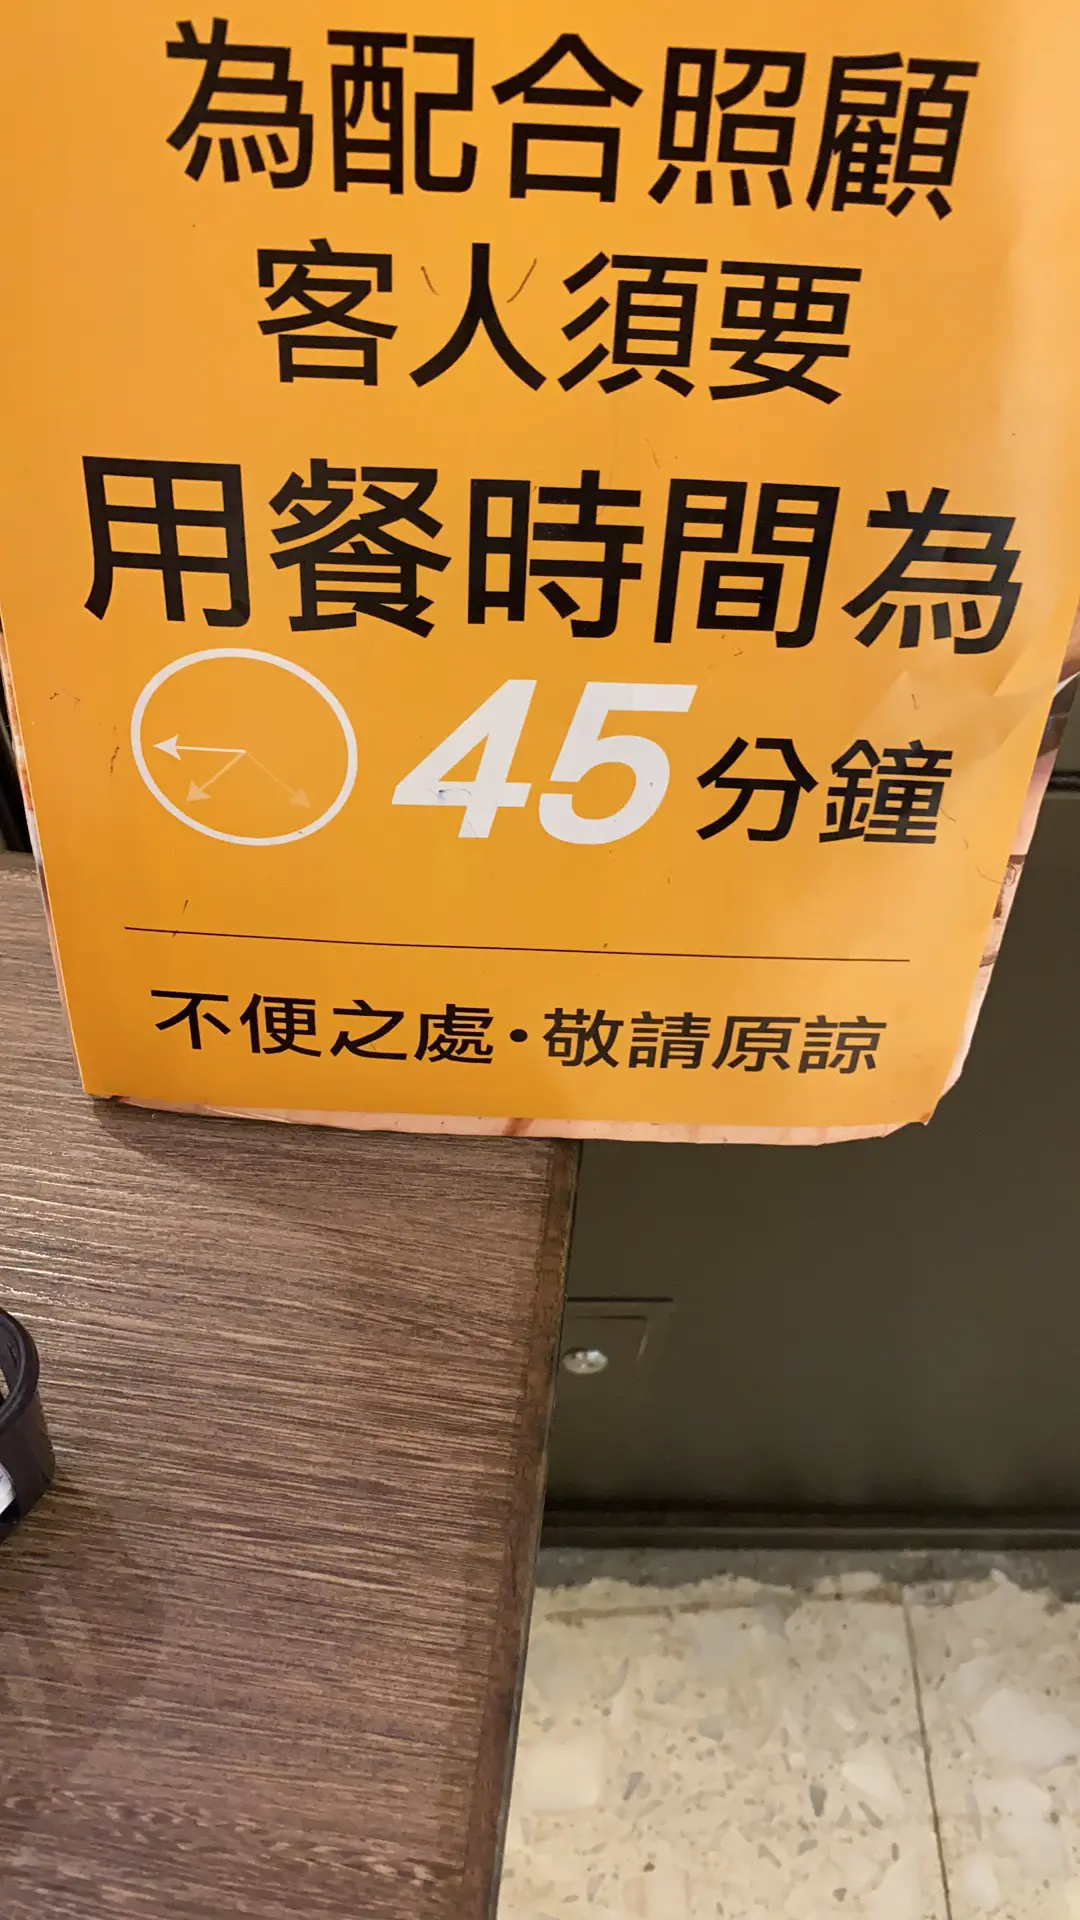 為配合照顧
客人須要
用餐時間為
45分鐘
不便之處·敬請原諒